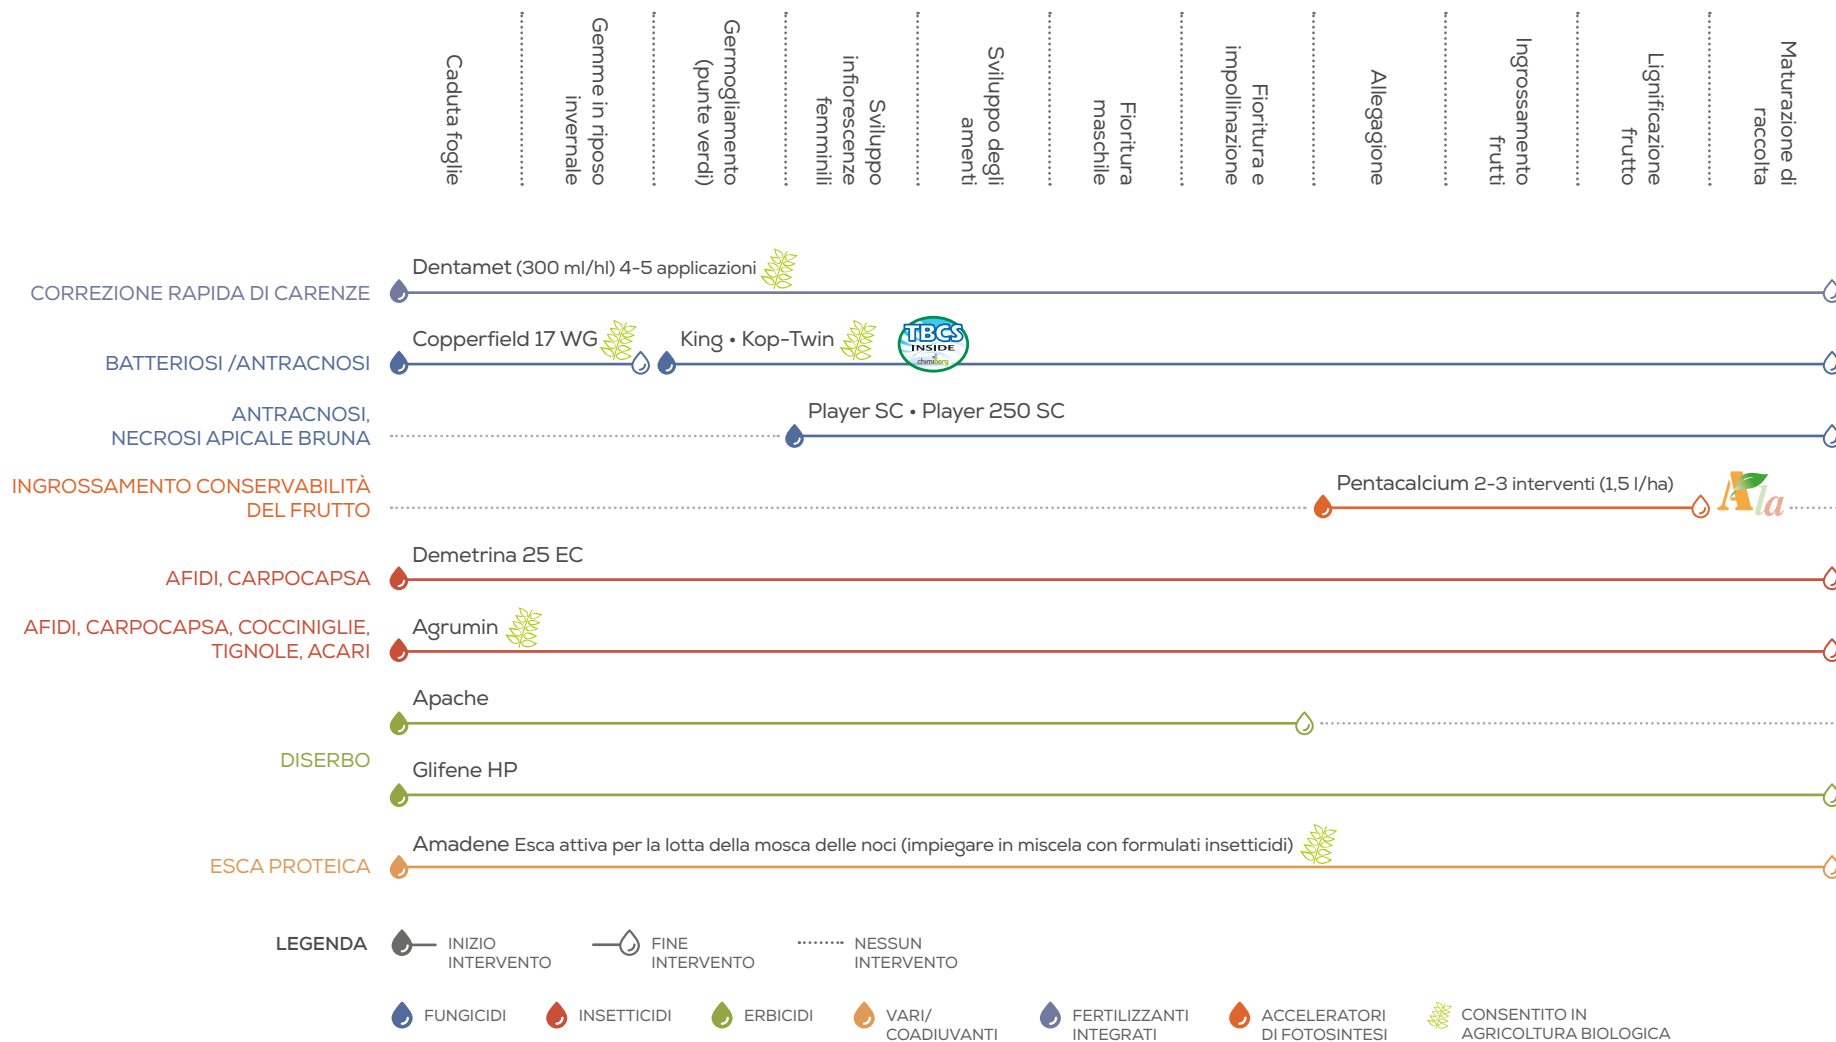 Caduta foglie
Gemme in riposo
invernale
Germogliamento
(punte verdi)
Sviluppo
infiorescenze
femminili
Sviluppo degli
amenti
Fioritura
maschile
Fioritura e
impollinazione
Allegagione
Ingrossamento
frutti
Lignificazione
frutto
Maturazione di
raccolta
CORREZIONE RAPIDA DI CARENZE
Dentamet (300 ml/hl) 4-5 applicazioni
BATTERIOSI /ANTRACNOSI
Copperfield 17 WG
King • Kop-Twin
TBCS
INSIDE
chimiberg
ANTRACNOSI,
NECROSI APICALE BRUNA
Player SC • Player 250 SC
INGROSSAMENTO CONSERVABILITÀ
DEL FRUTTO
Pentacalcium 2-3 interventi (1,5 l/ha)
Ala
AFIDI, CARPOCAPSA
Demetrina 25 EC
AFIDI, CARPOCAPSA, COCCINIGLIE,
TIGNOLE, ACARI
Agrumin
DISERBO
Apache
Glifene HP
ESCA PROTEICA
Amadene Esca attiva per la lotta della mosca delle noci (impiegare in miscela con formulati insetticidi)
LEGENDA
INIZIO
INTERVENTO
FINE
INTERVENTO
NESSUN
INTERVENTO
FUNGICIDI
INSETTICIDI
ERBICIDI
VARI/
COADIUVANTI
FERTILIZZANTI
INTEGRATI
ACCELERATORI
DI FOTOSINTESI
CONSENTITO IN
AGRICOLTURA BIOLOGICA